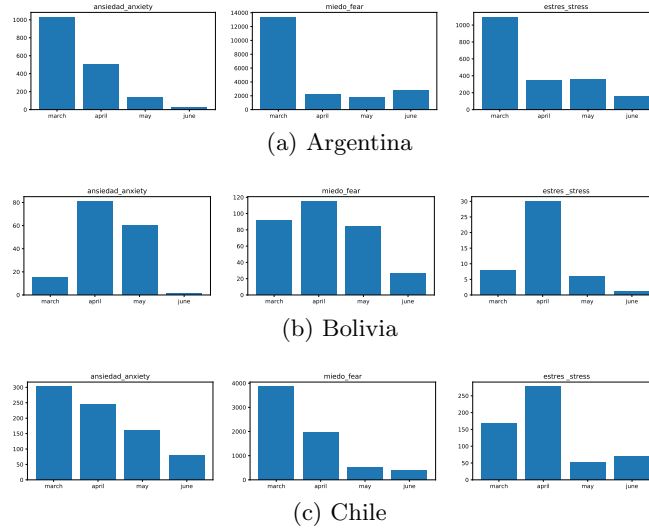 ansiedad_anxiety miedo_fear estres_stress
1000 800 600 400 200 0
14000 12000 10000 8000 6000 4000 2000 0
1000 800 600 400 200 0
march april may june march april may june march april may june
(a) Argentina
ansiedad_anxiety miedo_fear estres _stress
80 60 40 20 0
120 100 80 60 40 20 0
30 25 20 15 10 5 0
march april may june march april may june march april may june
(b) Bolivia
ansiedad_anxiety miedo_fear estres _stress
300 250 200 150 100 50 0
4000 3000 2000 1000 0
250 200 150 100 50 0
march april may june march april may june march april may june
(c) Chile